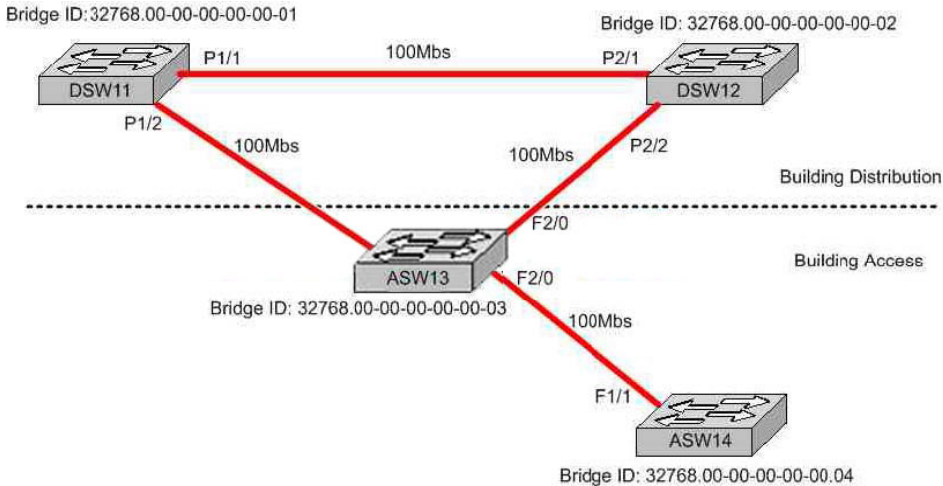 Bridge ID: 32768.00-00-00-00-00-01
Bridge ID: 32768.00-00-00-00-00-02
P1/1
100Mbs
P2/1
DSW11
DSW12
P1/2
P2/2
100Mbs
100Mbs
Building Distribution
F2/0
ASW13
F2/0
Building Access
Bridge ID: 32768.00-00-00-00-00-03
100Mbs
F1/1
ASW14
Bridge ID: 32768.00-00-00-00-00.04